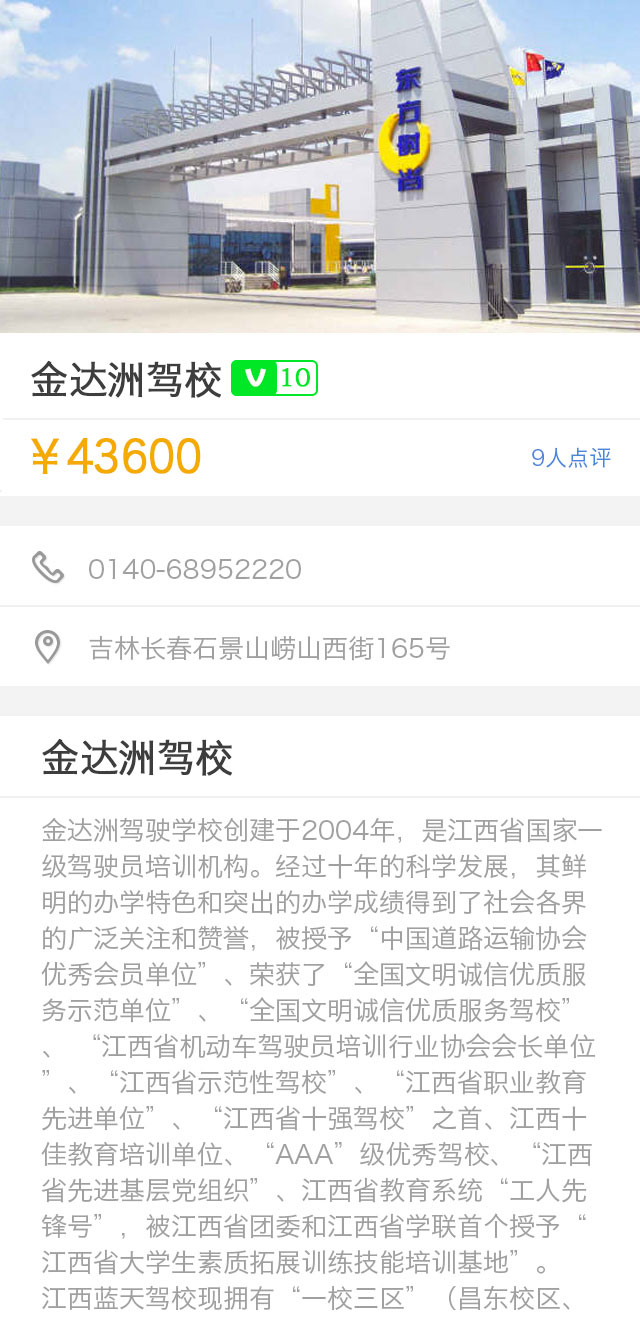 东方时尚
金达洲驾校 V 10
￥43600 9人点评
0140-68952220
吉林长春石景山崂山西街165号
金达洲驾校
金达洲驾驶学校创建于2004年，是江西省国家一
级驾驶员培训机构。经过十年的科学发展，其鲜
明的办学特色和突出的办学成绩得到了社会各界
的广泛关注和赞誉，被授予“中国道路运输协会
优秀会员单位”、荣获了“全国文明诚信优质服
务示范单位”、“全国文明诚信优质服务驾校”
、“江西省机动车驾驶员培训行业协会会长单位
”、“江西省示范性驾校”、“江西省职业教育
先进单位”、“江西省十强驾校”之首、江西十
佳教育培训单位、“AAA”级优秀驾校、“江西
省先进基层党组织”、江西省教育系统“工人先
锋号”，被江西省团委和江西省学联首个授予“
江西省大学生素质拓展训练技能培训基地”。
江西蓝天驾校现拥有“一校三区”（昌东校区、